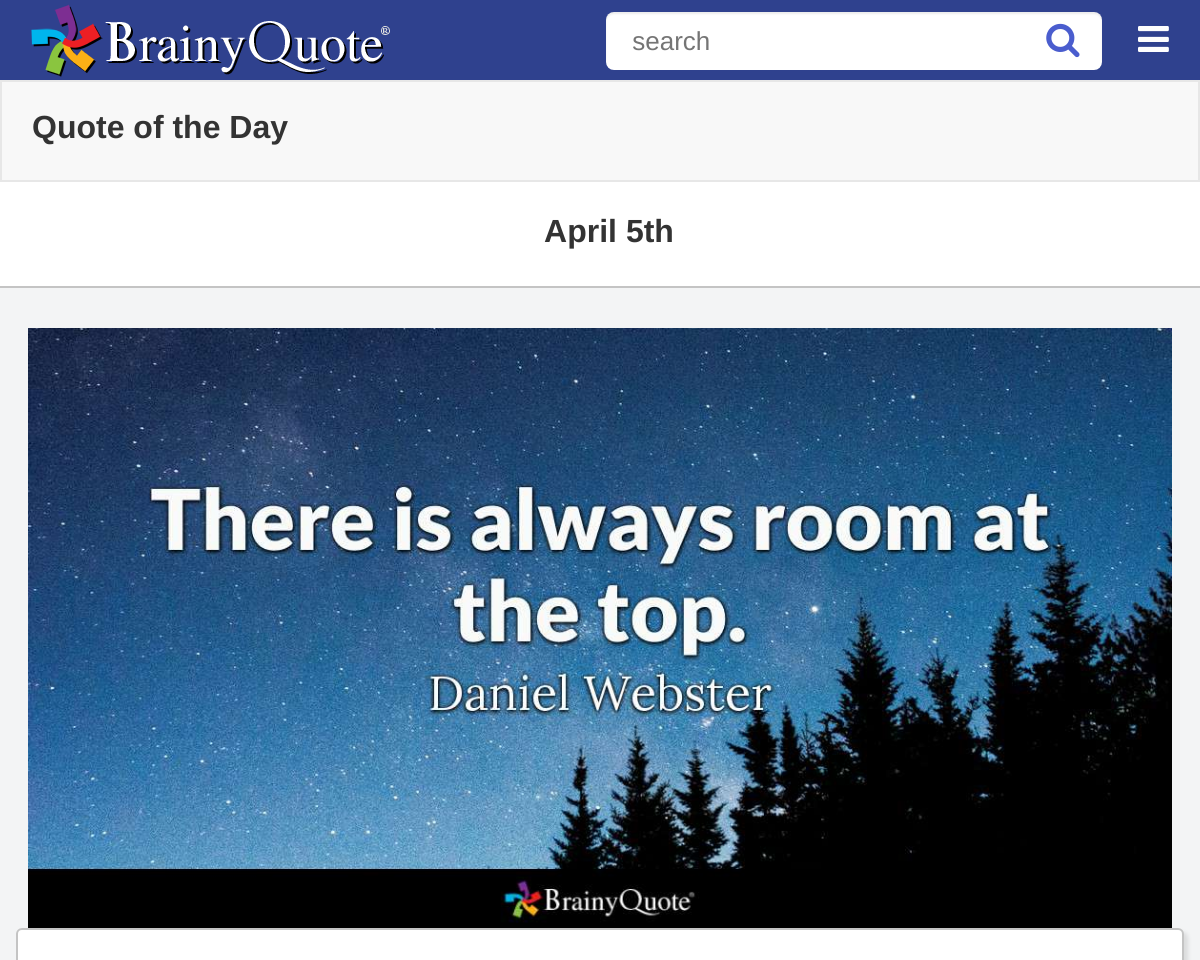 BrainyQuote®
search
Quote of the Day
April 5th
There is always room at
the top.
Daniel Webster
BrainyQuote®